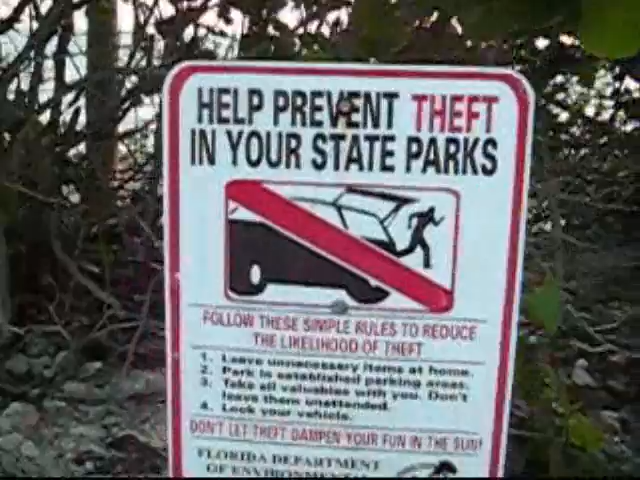 HELP PREVENT THEFT
IN YOUR STATE PARKS
FOLLOW THESE SIMPLE RULES TO REDUCE
THE LIKELIHOOD OF THEFT
1. Leave unnecessary items at home.
2. Park in established parking areas.
3. Take all valuables with you. Don't
leave them unattended.
4. Lock your vehicle.
DON'T LET THEFT DAMPEN YOUR FUN IN THE SUN!
FLORIDA DEPARTMENT
OF